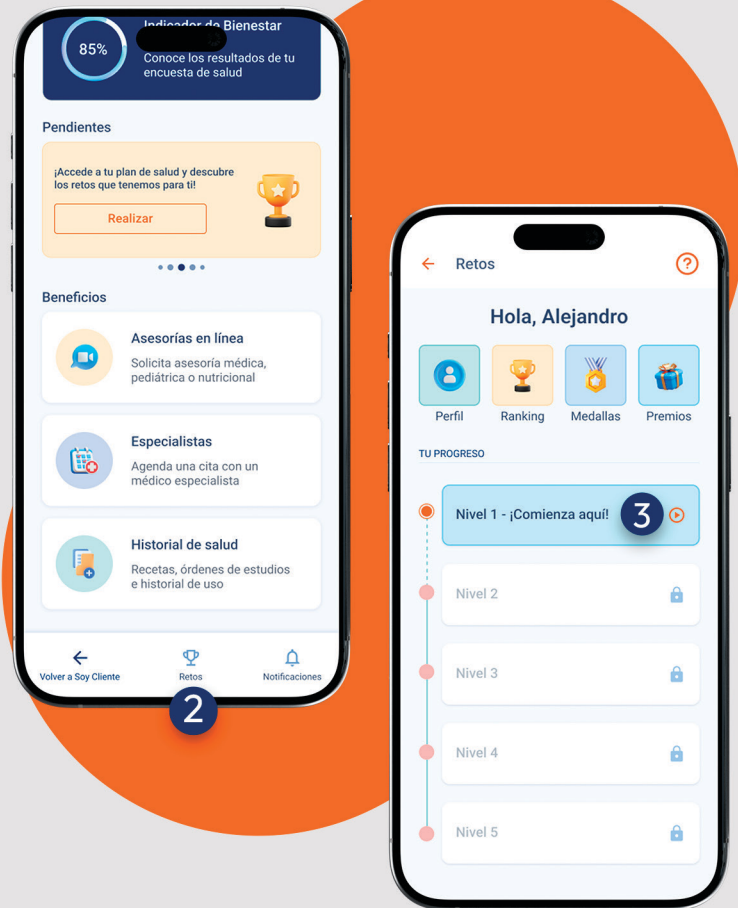 Indicador de Bienestar
85%
Conoce los resultados de tu
encuesta de salud
Pendientes
¡Accede a tu plan de salud y descubre
los retos que tenemos para ti!
Realizar
Beneficios
Asesorías en línea
Solicita asesoría médica,
pediátrica o nutricional
Especialistas
Agenda una cita con un
médico especialista
Historial de salud
Recetas, órdenes de estudios
e historial de uso
Volver a Soy Cliente
Retos
Notificaciones
2
Retos
?
Hola, Alejandro
Perfil
Ranking
Medallas
Premios
TU PROGRESO
Nivel 1 - ¡Comienza aquí!
3
Nivel 2
Nivel 3
Nivel 4
Nivel 5